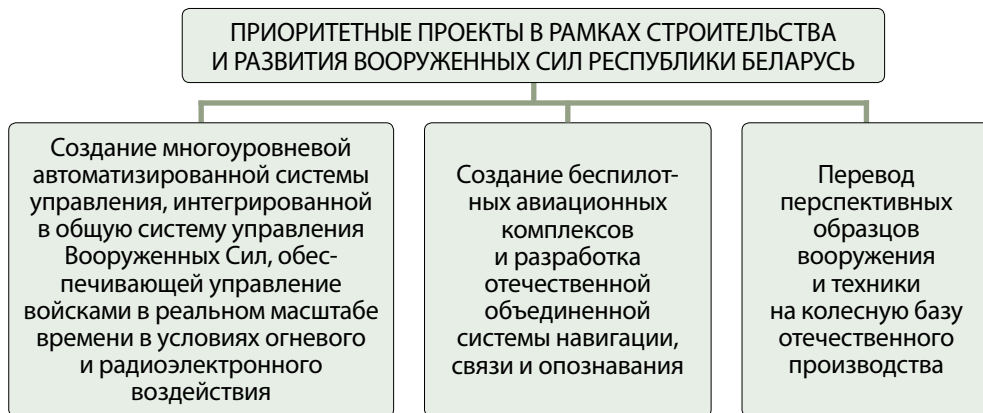 ПРИОРИТЕТНЫЕ ПРОЕКТЫ В РАМКАХ СТРОИТЕЛЬСТВА
И РАЗВИТИЯ ВООРУЖЕННЫХ СИЛ РЕСПУБЛИКИ БЕЛАРУСЬ
Создание многоуровневой
автоматизированной системы
управления, интегрированной
в общую систему управления
Вооруженных Сил, обес-
печивающей управление
войсками в реальном масштабе
времени в условиях огневого
и радиоэлектронного
воздействия
Создание беспилот-
ных авиационных
комплексов
и разработка
отечественной
объединенной
системы навигации,
связи и опознавания
Перевод
перспективных
образцов
вооружения
и техники
на колесную базу
отечественного
производства